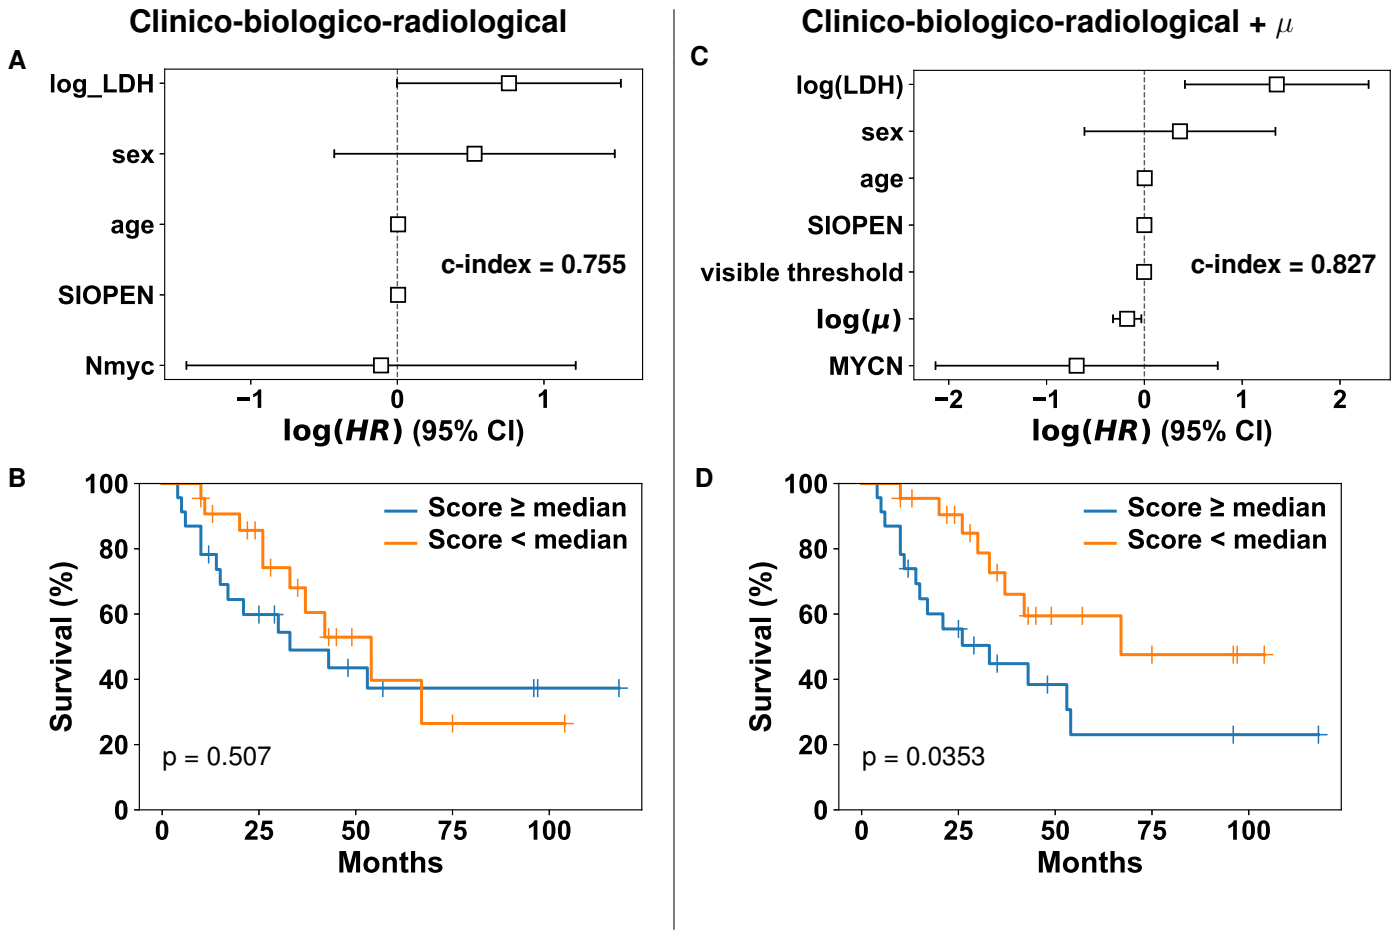 Clinico-biologico-radiological
A
log_LDH
sex
age
SIOPEN
Nmyc
c-index = 0.755
−1 0 1
log(HR) (95% CI)
B
Survival (%)
100
80
60
40
20
0
Score ≥ median
Score < median
p = 0.507
0 25 50 75 100
Months
Clinico-biologico-radiological + μ
C
log(LDH)
sex
age
SIOPEN
visible threshold
log(μ)
MYCN
c-index = 0.827
−2 −1 0 1 2
log(HR) (95% CI)
D
Survival (%)
100
80
60
40
20
0
Score ≥ median
Score < median
p = 0.0353
0 25 50 75 100
Months